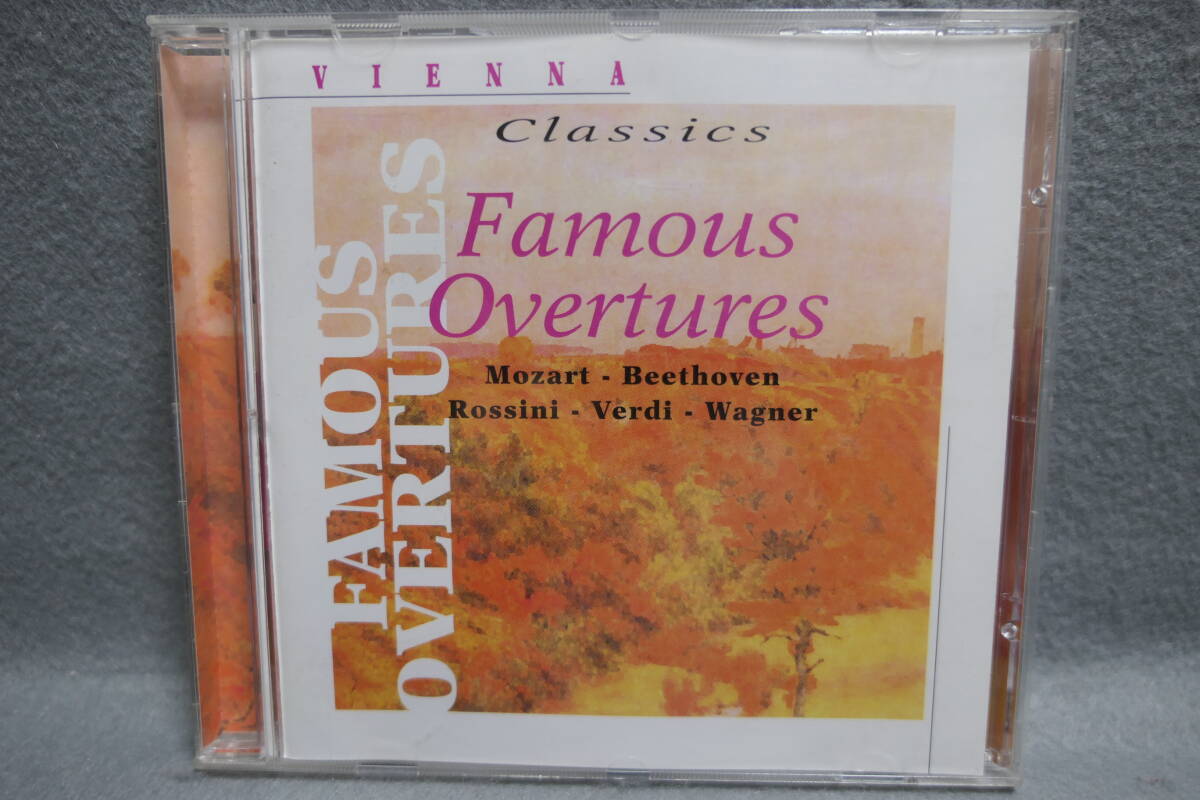 VIENNA
Classics
Famous
Overtures
Mozart - Beethoven
Rossini - Verdi - Wagner
FAMOUS
OVERTURES